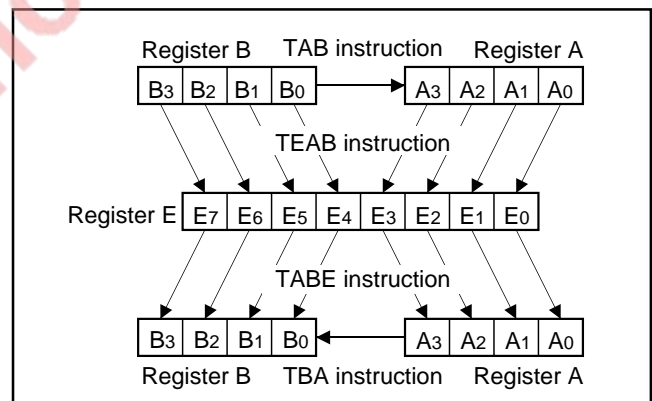 Register B TAB instruction Register A
B3 B2 B1 B0 A3 A2 A1 A0
TEAB instruction
Register E E7 E6 E5 E4 E3 E2 E1 E0
TABE instruction
B3 B2 B1 B0 A3 A2 A1 A0
Register B TBA instruction Register A